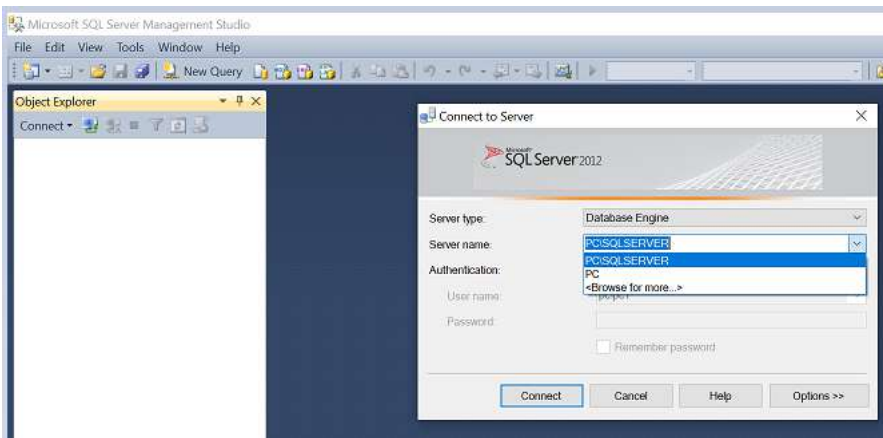 Microsoft SQL Server Management Studio
File Edit View Tools Window Help
New Query
Object Explorer
Connect
Connect to Server
Microsoft
SQL Server 2012
Server type: Database Engine
Server name: PC\SQLSERVER
PC\SQLSERVER
PC
<Browse for more...>
Authentication:
User name:
Password:
Remember password
Connect Cancel Help Options >>